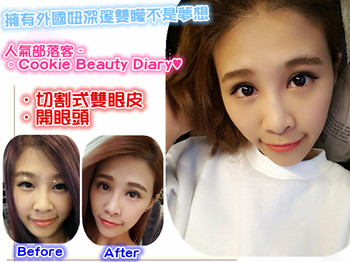 擁有外國妞深邃雙瞳不是夢想
人氣部落客-
。Cookie Beauty Diary♥
・切割式雙眼皮
・開眼頭
Before
After